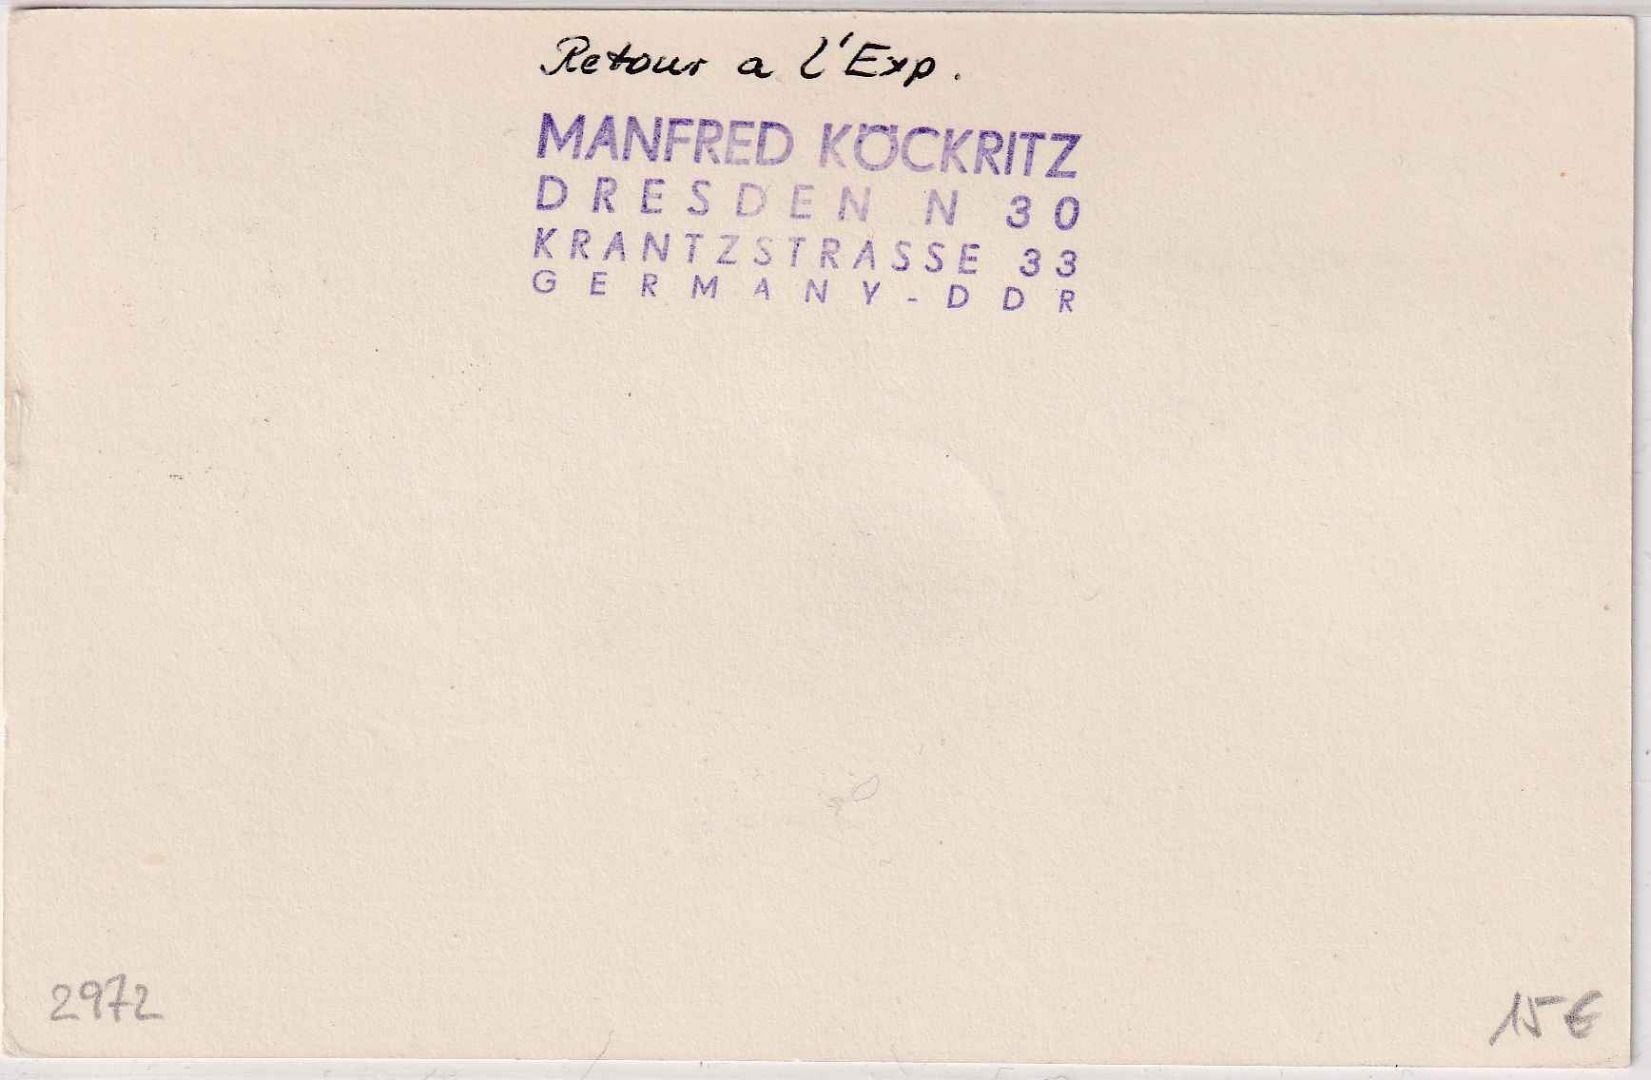 Retour a l'Exp.
MANFRED KÖCKRITZ
DRESDEN N 30
KRANTZSTRASSE 33
GERMANY-DDR
2972
15€